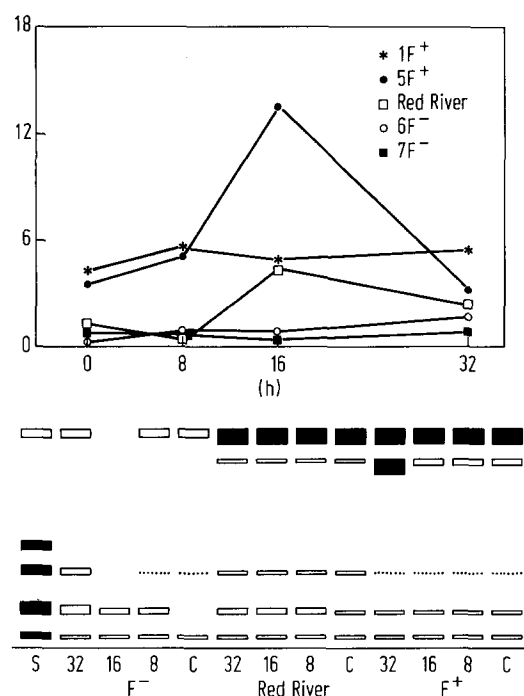 18
12
6
0
1F+
5F+
Red River
6F−
7F−
0 8 16 32
(h)
S 32 16 8 C 32 16 8 C 32 16 8 C
F− Red River F+